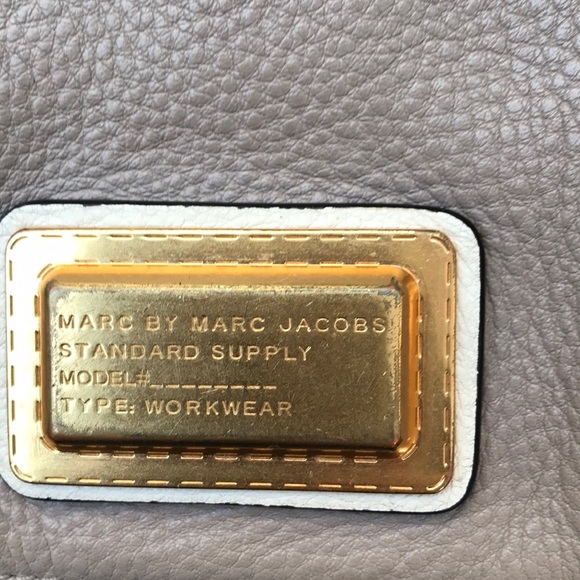 MARC BY MARC JACOBS
STANDARD SUPPLY
MODEL#_________
TYPE: WORKWEAR